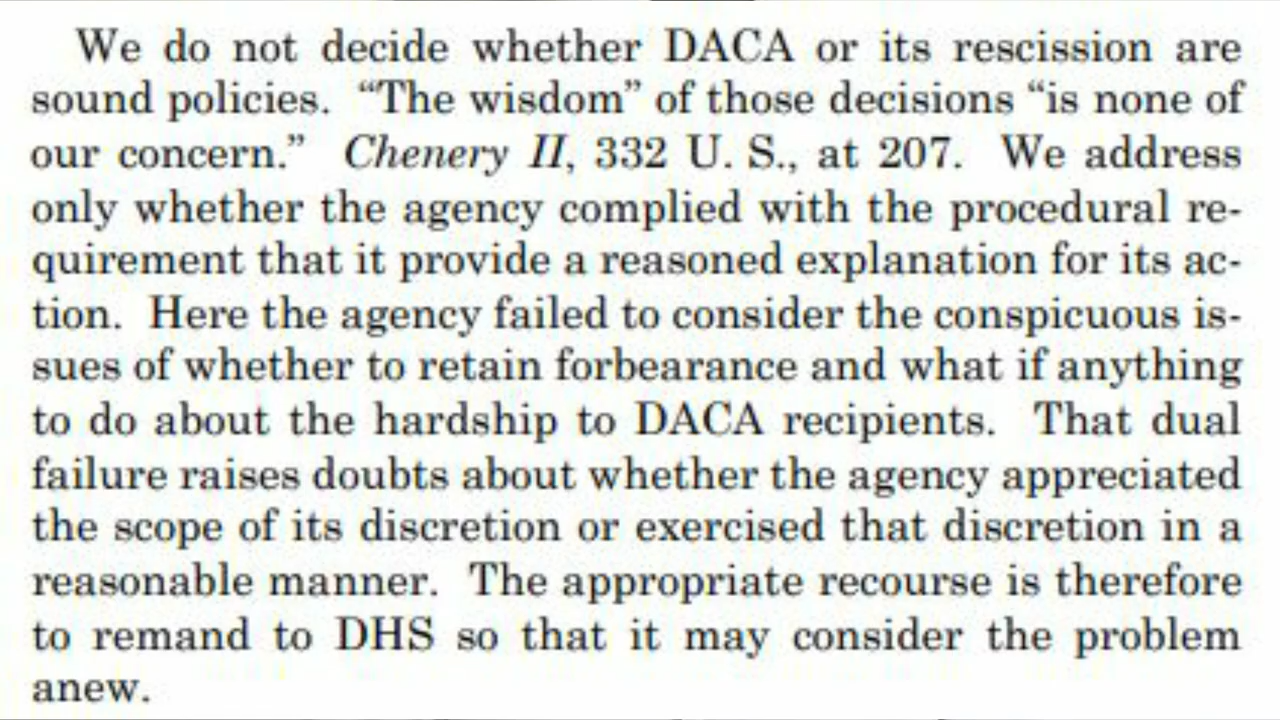 We do not decide whether DACA or its rescission are
sound policies. “The wisdom” of those decisions “is none of
our concern.” Chenery II, 332 U. S., at 207. We address
only whether the agency complied with the procedural re-
quirement that it provide a reasoned explanation for its ac-
tion. Here the agency failed to consider the conspicuous is-
sues of whether to retain forbearance and what if anything
to do about the hardship to DACA recipients. That dual
failure raises doubts about whether the agency appreciated
the scope of its discretion or exercised that discretion in a
reasonable manner. The appropriate recourse is therefore
to remand to DHS so that it may consider the problem
anew.